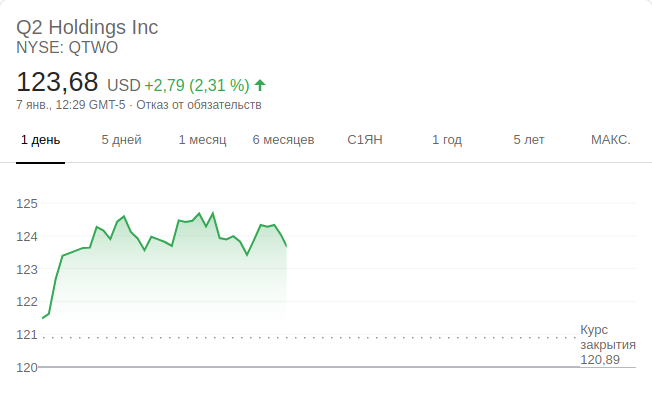 Q2 Holdings Inc
NYSE: QTWO
123,68 USD +2,79 (2,31 %)
7 янв., 12:29 GMT-5 · Отказ от обязательств
1 день 5 дней 1 месяц 6 месяцев С1ЯН 1 год 5 лет МАКС.
125
124
123
122
121
120
Курс
закрытия
120,89